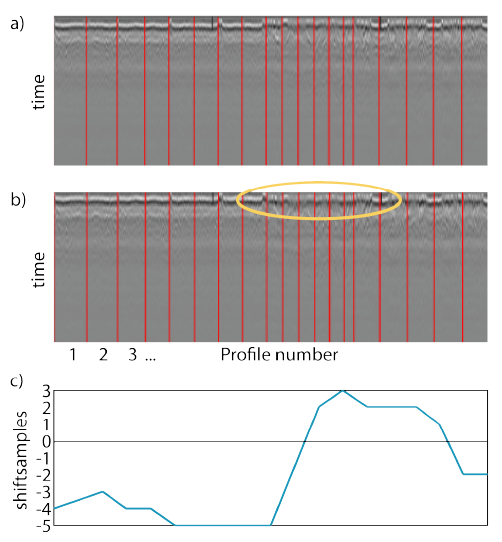 a)
time
b)
time
1 2 3 ... Profile number
c)
shiftsamples
3
2
1
0
-1
-2
-3
-4
-5